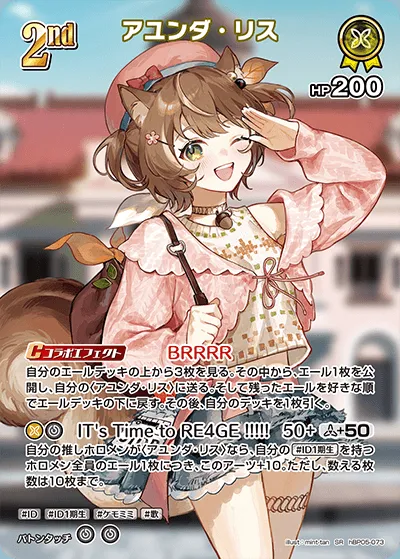 2nd
アユンダ・リス
HP200
Cコラボエフェクト BRRRR
自分のエールデッキの上から3枚を見る。その中から、エール1枚を公
開し、自分の〈アユンダ・リス〉に送る。そして残ったエールを好きな順
でエールデッキの下に戻す。その後、自分のデッキを1枚引く。
IT's Time to RE4GE !!!!! 50+ +50
自分の推しホロメンが〈アユンダ・リス〉なら、自分の#ID1期生を持つ
ホロメン全員のエール1枚につき、このアーツ+10。ただし、数える枚
数は10枚まで。
#ID #ID1期生 #ケモミミ #歌
バトンタッチ
illust : mint-tan SR hBP05-073